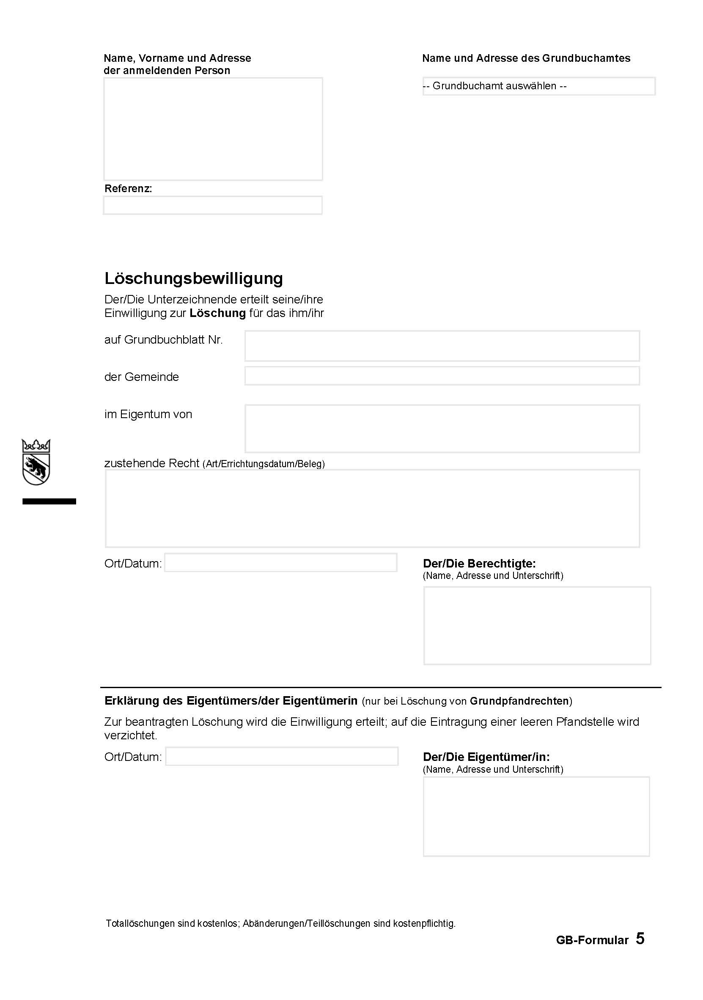 Name, Vorname und Adresse
der anmeldenden Person
Name und Adresse des Grundbuchamtes
-- Grundbuchamt auswählen --
Referenz:
Löschungsbewilligung
Der/Die Unterzeichnende erteilt seine/ihre
Einwilligung zur Löschung für das ihm/ihr
auf Grundbuchblatt Nr.
der Gemeinde
im Eigentum von
zustehende Recht (Art/Errichtungsdatum/Beleg)
Ort/Datum:
Der/Die Berechtigte:
(Name, Adresse und Unterschrift)
Erklärung des Eigentümers/der Eigentümerin (nur bei Löschung von Grundpfandrechten)
Zur beantragten Löschung wird die Einwilligung erteilt; auf die Eintragung einer leeren Pfandstelle wird
verzichtet.
Ort/Datum:
Der/Die Eigentümer/in:
(Name, Adresse und Unterschrift)
Totallöschungen sind kostenlos; Abänderungen/Teillöschungen sind kostenpflichtig.
GB-Formular 5